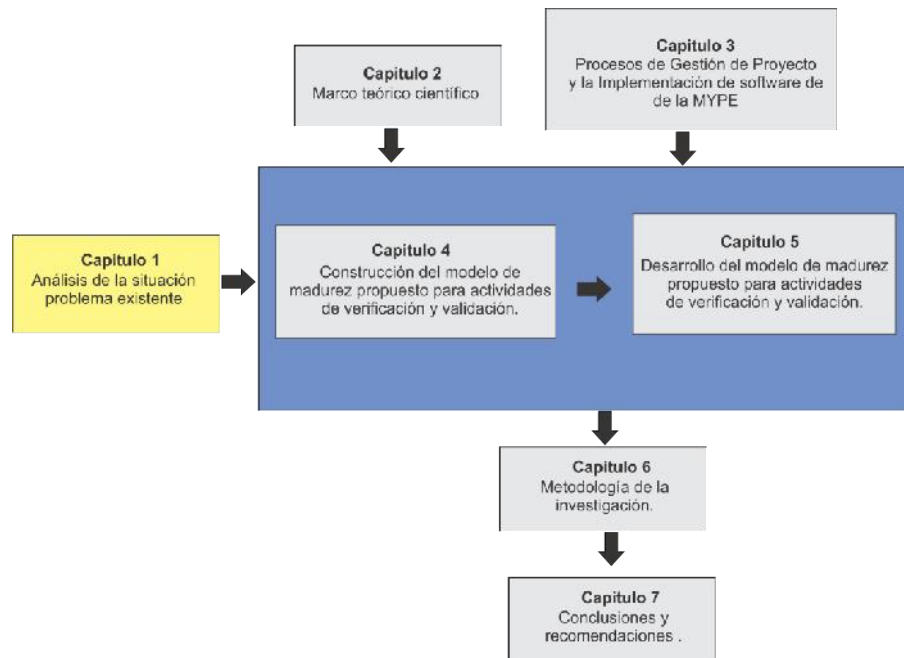 Capitulo 2
Marco teórico científico
Capitulo 3
Procesos de Gestión de Proyecto
y la Implementación de software de
de la MYPE
Capitulo 1
Análisis de la situación
problema existente
Capitulo 4
Construcción del modelo de
madurez propuesto para actividades
de verificación y validación.
Capitulo 5
Desarrollo del modelo de madurez
propuesto para actividades
de verificación y validación.
Capitulo 6
Metodología de la
investigación.
Capitulo 7
Conclusiones y
recomendaciones .